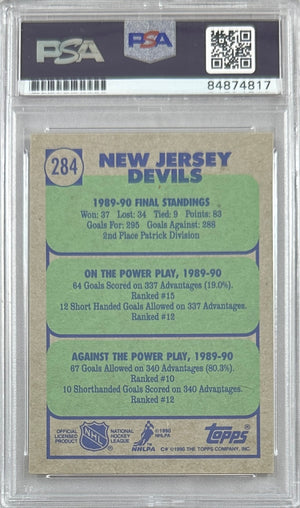 PSA
PSA
84874817
284
NEW JERSEY
DEVILS
1989-90 FINAL STANDINGS
Won: 37 Lost: 34 Tied: 9 Points: 83
Goals For: 295 Goals Against: 288
2nd Place Patrick Division
ON THE POWER PLAY, 1989-90
64 Goals Scored on 337 Advantages (19.0%).
Ranked #15
12 Short Handed Goals Allowed on 337 Advantages.
Ranked #12
AGAINST THE POWER PLAY, 1989-90
67 Goals Allowed on 340 Advantages (80.3%).
Ranked #10
10 Shorthanded Goals Scored on 340 Advantages.
Ranked #12
OFFICIAL
LICENSED
PRODUCT
NHL
NATIONAL
HOCKEY
LEAGUE
©1990
NHLPA
NHLPA
topps
C* ©1990 THE TOPPS COMPANY, INC.